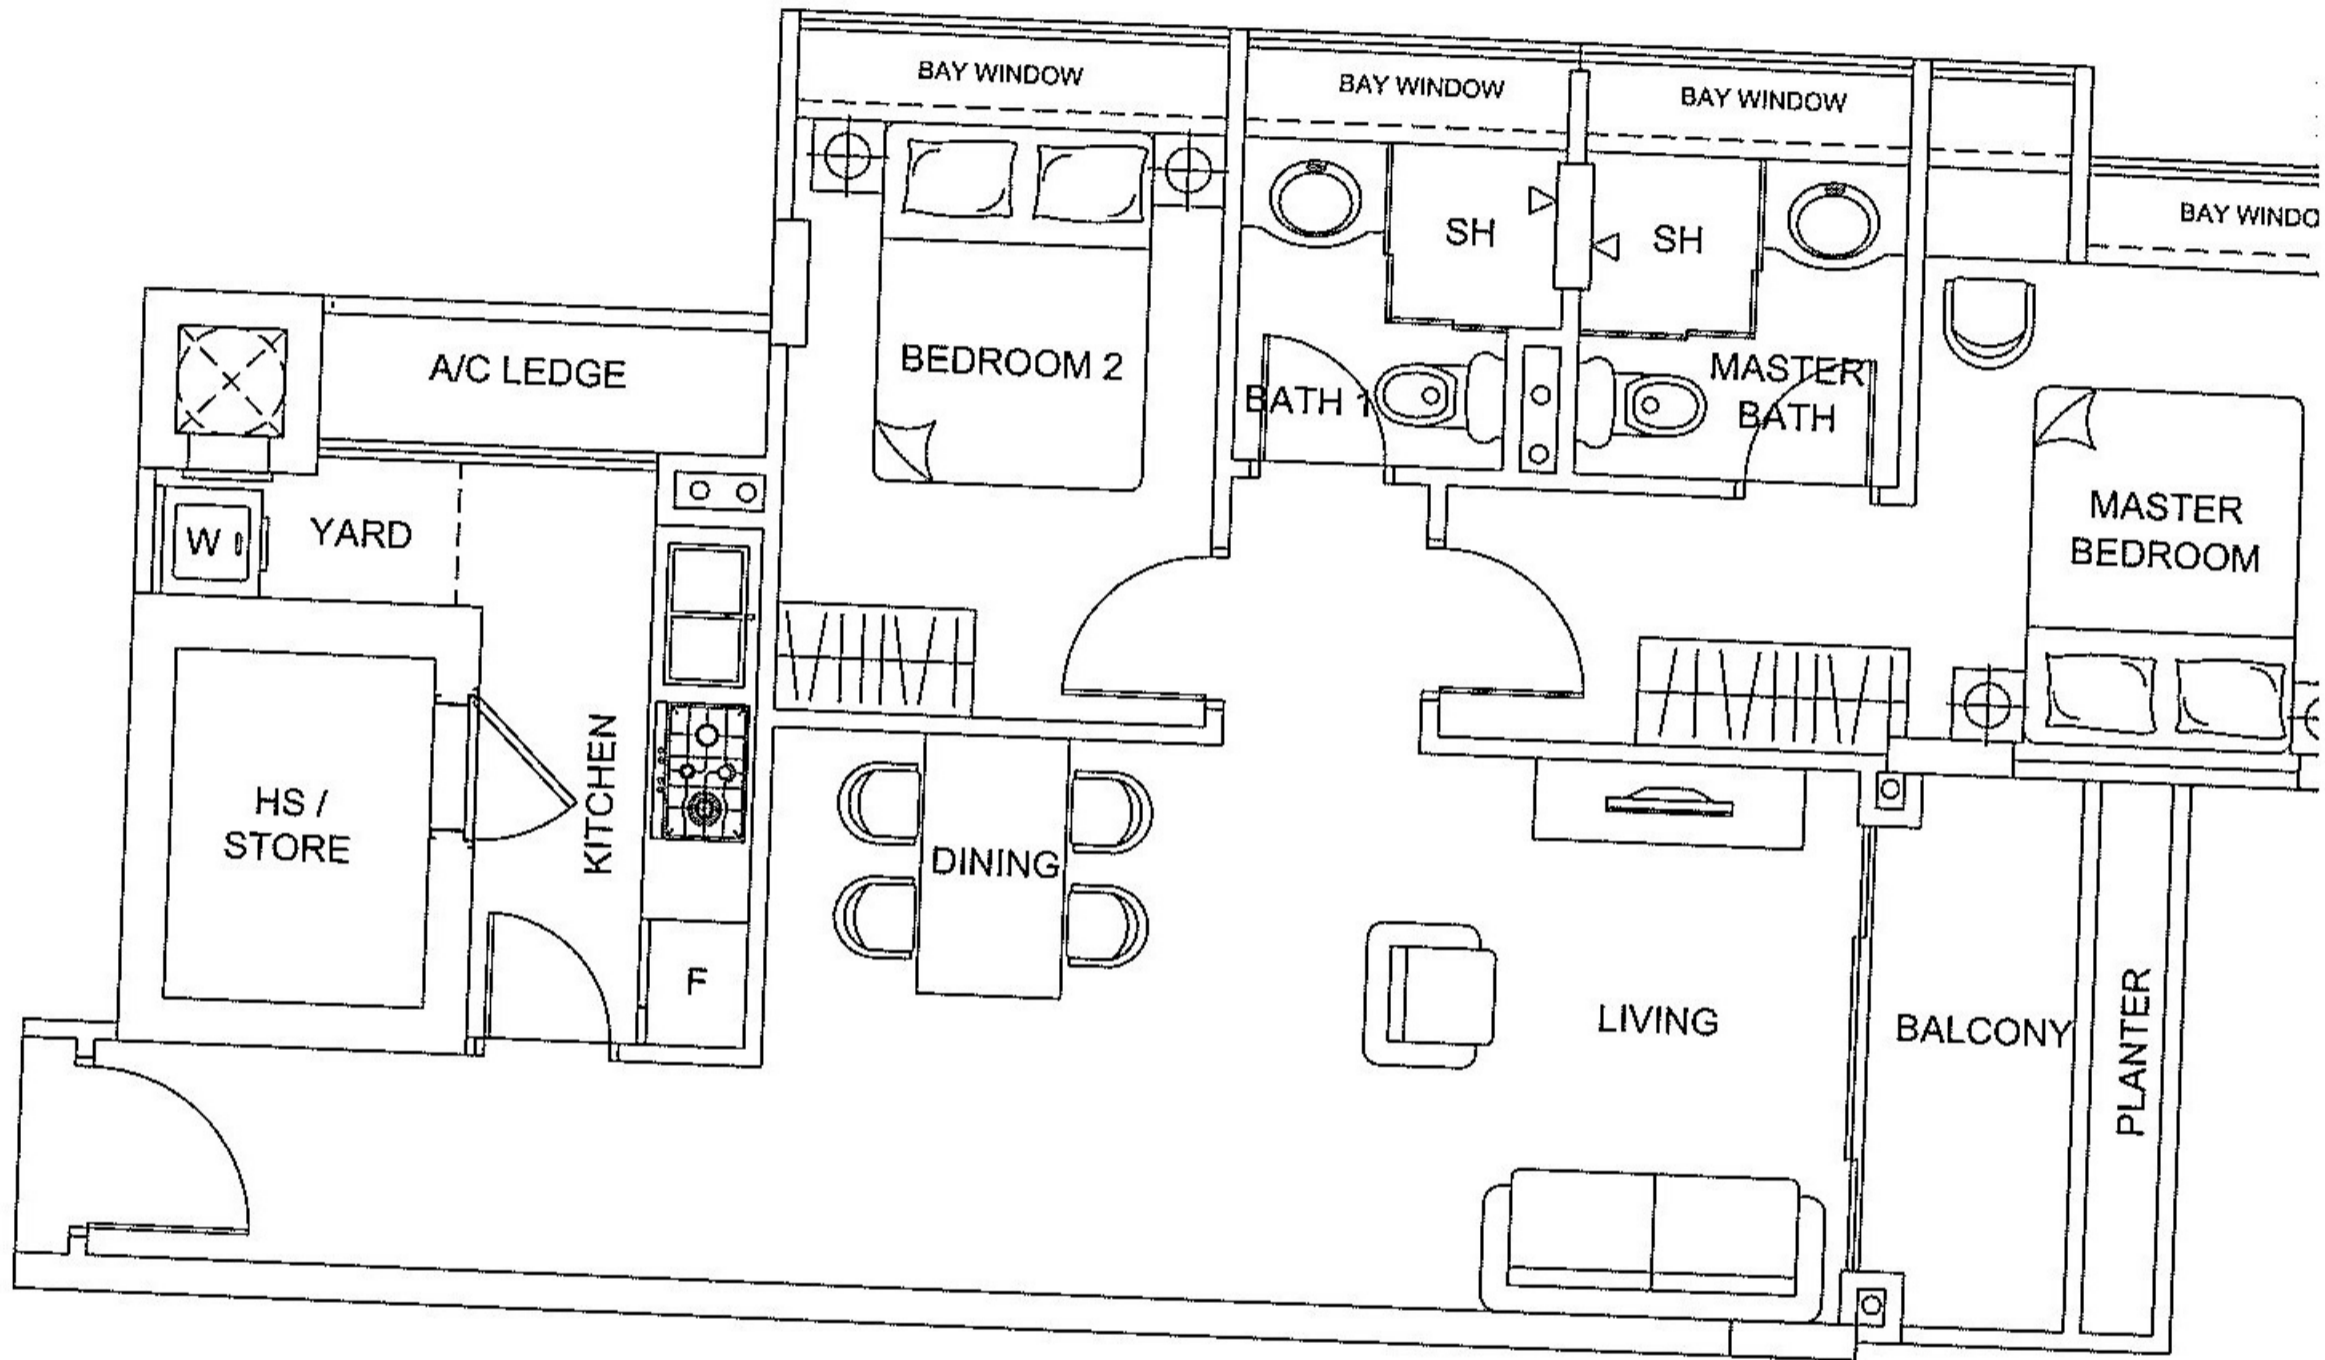 BAY WINDOW
BAY WINDOW
BAY WINDOW
BAY WINDO
SH
SH
A/C LEDGE
BEDROOM 2
BATH 1
MASTER
BATH
MASTER
BEDROOM
W
YARD
HS /
STORE
KITCHEN
DINING
F
LIVING
BALCONY
PLANTER